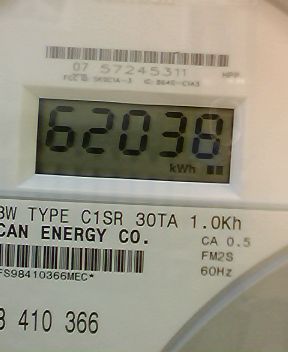 07 57245311
62038
kWh
3W TYPE C1SR 30TA 1.0Kh
CAN ENERGY CO.
CA 0.5
FM2S
60Hz
FS98410366MEC*
410 366